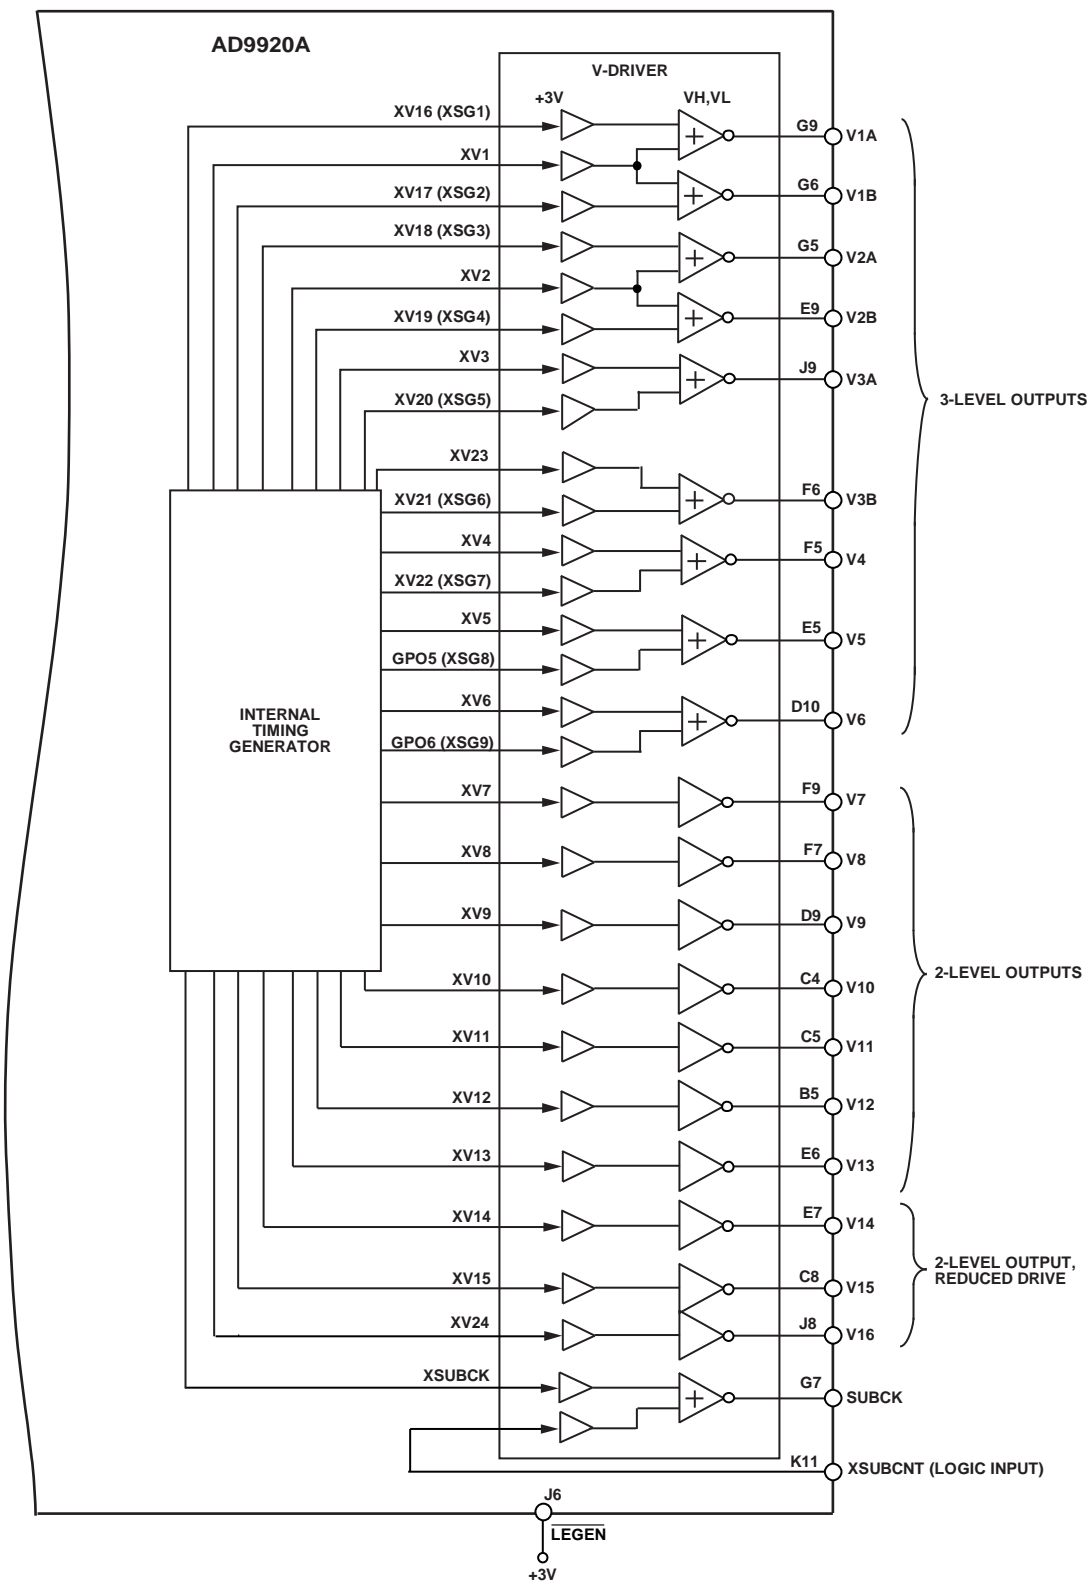 AD9920A
V-DRIVER
+3V
VH,VL
XV16 (XSG1)
G9
V1A
XV1
XV17 (XSG2)
G6
V1B
XV18 (XSG3)
G5
V2A
XV2
XV19 (XSG4)
E9
V2B
XV3
J9
V3A
3-LEVEL OUTPUTS
XV20 (XSG5)
XV23
XV21 (XSG6)
F6
V3B
XV4
F5
V4
XV22 (XSG7)
XV5
E5
V5
GPO5 (XSG8)
XV6
D10
V6
GPO6 (XSG9)
INTERNAL
TIMING
GENERATOR
XV7
F9
V7
XV8
F7
V8
XV9
D9
V9
2-LEVEL OUTPUTS
XV10
C4
V10
XV11
C5
V11
XV12
B5
V12
XV13
E6
V13
XV14
E7
V14
2-LEVEL OUTPUT,
REDUCED DRIVE
XV15
C8
V15
XV24
J8
V16
XSUBCK
G7
SUBCK
K11
XSUBCNT (LOGIC INPUT)
J6
LEGEN
+3V